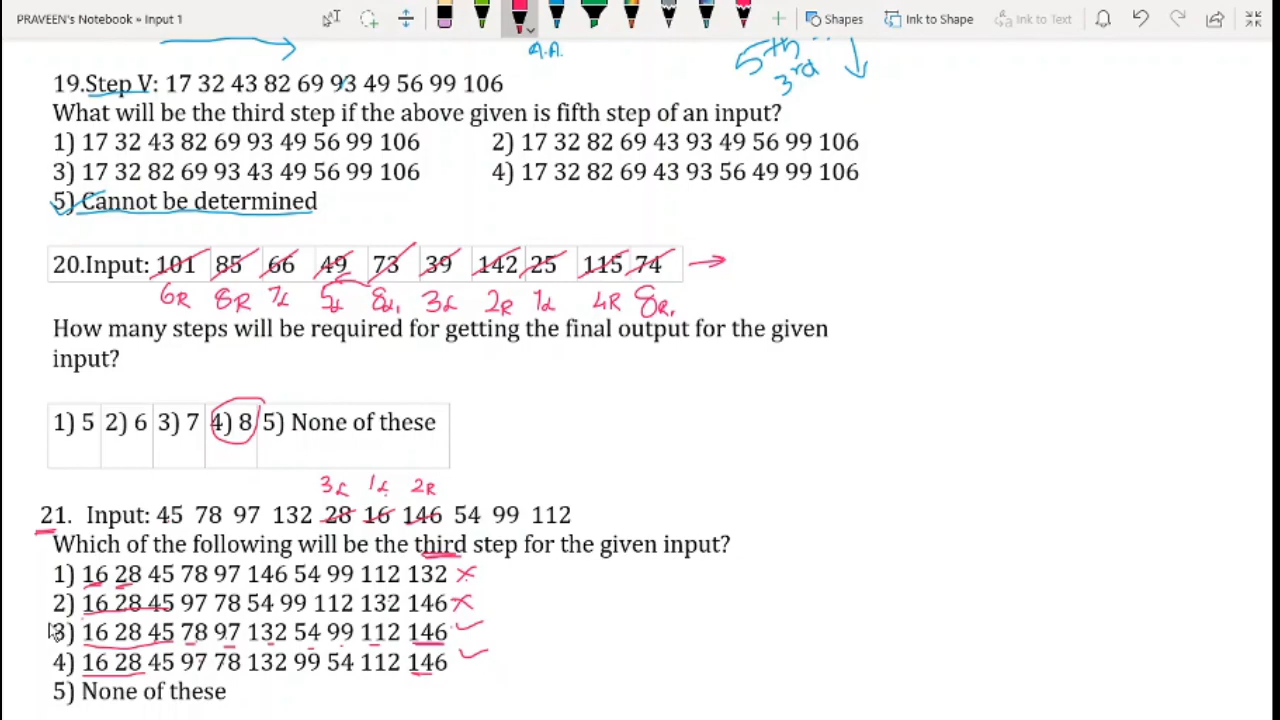 PRAVEEN's Notebook » Input 1
Shapes
Ink to Shape
Ink to Text
A.A.
5th
3rd
19.Step V: 17 32 43 82 69 93 49 56 99 106
What will be the third step if the above given is fifth step of an input?
1) 17 32 43 82 69 93 49 56 99 106 2) 17 32 82 69 43 93 49 56 99 106
3) 17 32 82 69 93 43 49 56 99 106 4) 17 32 82 69 43 93 56 49 99 106
5) Cannot be determined
20.Input: 101 85 66 49 73 39 142 25 115 74
6R 8R 7L 5L 8L 3L 2R 1L 4R 8R
How many steps will be required for getting the final output for the given
input?
1) 5 2) 6 3) 7 4) 8 5) None of these
3L 1L 2R
21. Input: 45 78 97 132 28 16 146 54 99 112
Which of the following will be the third step for the given input?
1) 16 28 45 78 97 146 54 99 112 132
2) 16 28 45 97 78 54 99 112 132 146
3) 16 28 45 78 97 132 54 99 112 146
4) 16 28 45 97 78 132 99 54 112 146
5) None of these